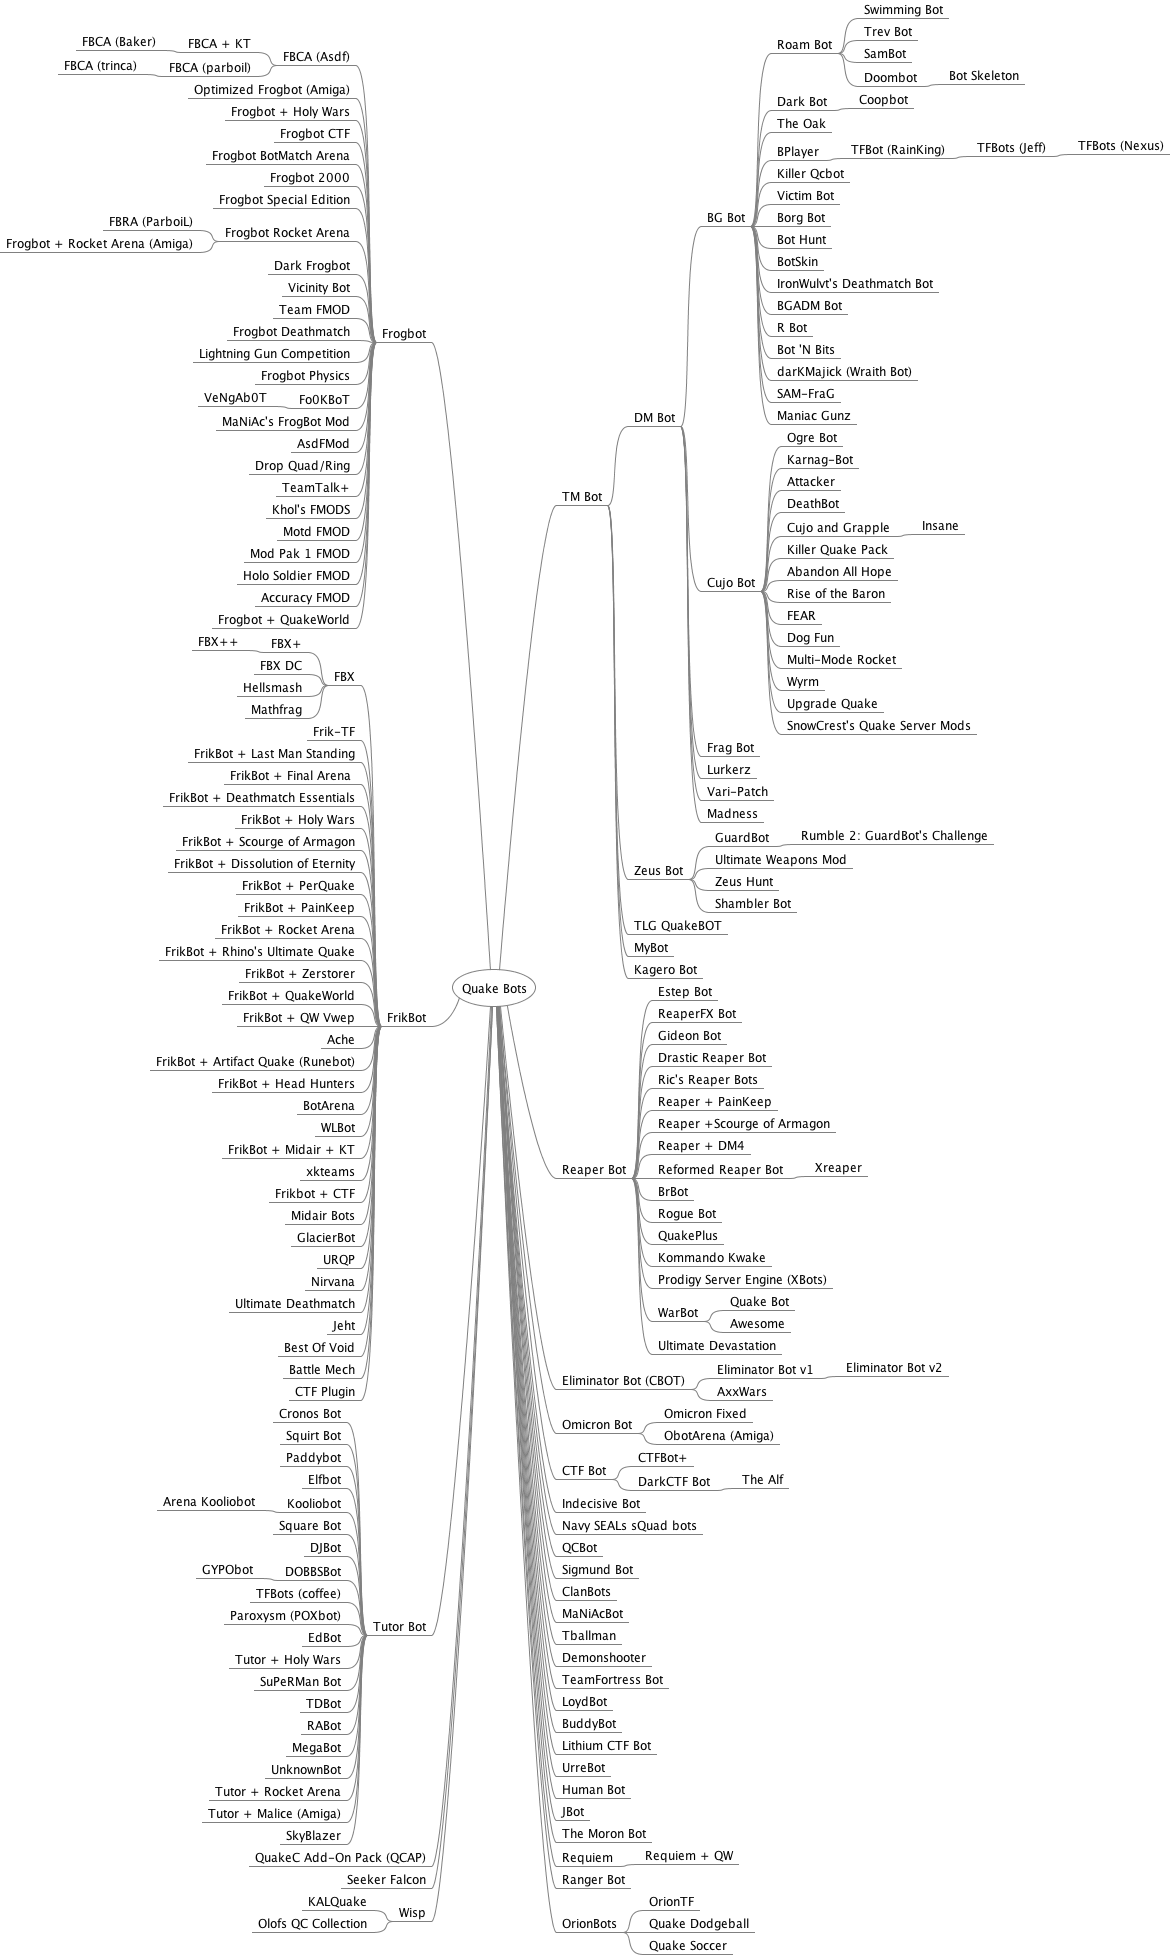 Quake Bots
Frogbot
FBCA (Asdf)
FBCA + KT
FBCA (Baker)
FBCA (parboil)
FBCA (trinca)
Optimized Frogbot (Amiga)
Frogbot + Holy Wars
Frogbot CTF
Frogbot BotMatch Arena
Frogbot 2000
Frogbot Special Edition
Frogbot Rocket Arena
FBRA (ParboiL)
Frogbot + Rocket Arena (Amiga)
Dark Frogbot
Vicinity Bot
Team FMOD
Frogbot Deathmatch
Lightning Gun Competition
Frogbot Physics
Fo0KBoT
VeNgAb0T
MaNiAc's FrogBot Mod
AsdFMod
Drop Quad/Ring
TeamTalk+
Khol's FMODS
Motd FMOD
Mod Pak 1 FMOD
Holo Soldier FMOD
Accuracy FMOD
Frogbot + QuakeWorld
FrikBot
FBX
FBX+
FBX++
FBX DC
Hellsmash
Mathfrag
Frik-TF
FrikBot + Last Man Standing
FrikBot + Final Arena
FrikBot + Deathmatch Essentials
FrikBot + Holy Wars
FrikBot + Scourge of Armagon
FrikBot + Dissolution of Eternity
FrikBot + PerQuake
FrikBot + PainKeep
FrikBot + Rocket Arena
FrikBot + Rhino's Ultimate Quake
FrikBot + Zerstorer
FrikBot + QuakeWorld
FrikBot + QW Vwep
Ache
FrikBot + Artifact Quake (Runebot)
FrikBot + Head Hunters
BotArena
WLBot
FrikBot + Midair + KT
xkteams
Frikbot + CTF
Midair Bots
GlacierBot
URQP
Nirvana
Ultimate Deathmatch
Jeht
Best Of Void
Battle Mech
CTF Plugin
Tutor Bot
Cronos Bot
Squirt Bot
Paddybot
Elfbot
Kooliobot
Arena Kooliobot
Square Bot
DJBot
DOBBSBot
GYPObot
TFBots (coffee)
Paroxysm (POXbot)
EdBot
Tutor + Holy Wars
SuPeRMan Bot
TDBot
RABot
MegaBot
UnknownBot
Tutor + Rocket Arena
Tutor + Malice (Amiga)
SkyBlazer
QuakeC Add-On Pack (QCAP)
Seeker Falcon
Wisp
KALQuake
Olofs QC Collection
TM Bot
DM Bot
BG Bot
Roam Bot
Swimming Bot
Trev Bot
SamBot
Doombot
Bot Skeleton
Dark Bot
Coopbot
The Oak
BPlayer
TFBot (RainKing)
TFBots (Jeff)
TFBots (Nexus)
Killer Qcbot
Victim Bot
Borg Bot
Bot Hunt
BotSkin
IronWulvt's Deathmatch Bot
BGADM Bot
R Bot
Bot 'N Bits
darKMajick (Wraith Bot)
SAM-FraG
Maniac Gunz
Cujo Bot
Ogre Bot
Karnag-Bot
Attacker
DeathBot
Cujo and Grapple
Insane
Killer Quake Pack
Abandon All Hope
Rise of the Baron
FEAR
Dog Fun
Multi-Mode Rocket
Wyrm
Upgrade Quake
SnowCrest's Quake Server Mods
Frag Bot
Lurkerz
Vari-Patch
Madness
Zeus Bot
GuardBot
Rumble 2: GuardBot's Challenge
Ultimate Weapons Mod
Zeus Hunt
Shambler Bot
TLG QuakeBOT
MyBot
Kagero Bot
Reaper Bot
Estep Bot
ReaperFX Bot
Gideon Bot
Drastic Reaper Bot
Ric's Reaper Bots
Reaper + PainKeep
Reaper +Scourge of Armagon
Reaper + DM4
Reformed Reaper Bot
Xreaper
BrBot
Rogue Bot
QuakePlus
Kommando Kwake
Prodigy Server Engine (XBots)
WarBot
Quake Bot
Awesome
Ultimate Devastation
Eliminator Bot (CBOT)
Eliminator Bot v1
Eliminator Bot v2
AxxWars
Omicron Bot
Omicron Fixed
ObotArena (Amiga)
CTF Bot
CTFBot+
DarkCTF Bot
The Alf
Indecisive Bot
Navy SEALs sQuad bots
QCBot
Sigmund Bot
ClanBots
MaNiAcBot
Tballman
Demonshooter
TeamFortress Bot
LoydBot
BuddyBot
Lithium CTF Bot
UrreBot
Human Bot
JBot
The Moron Bot
Requiem
Requiem + QW
Ranger Bot
OrionBots
OrionTF
Quake Dodgeball
Quake Soccer